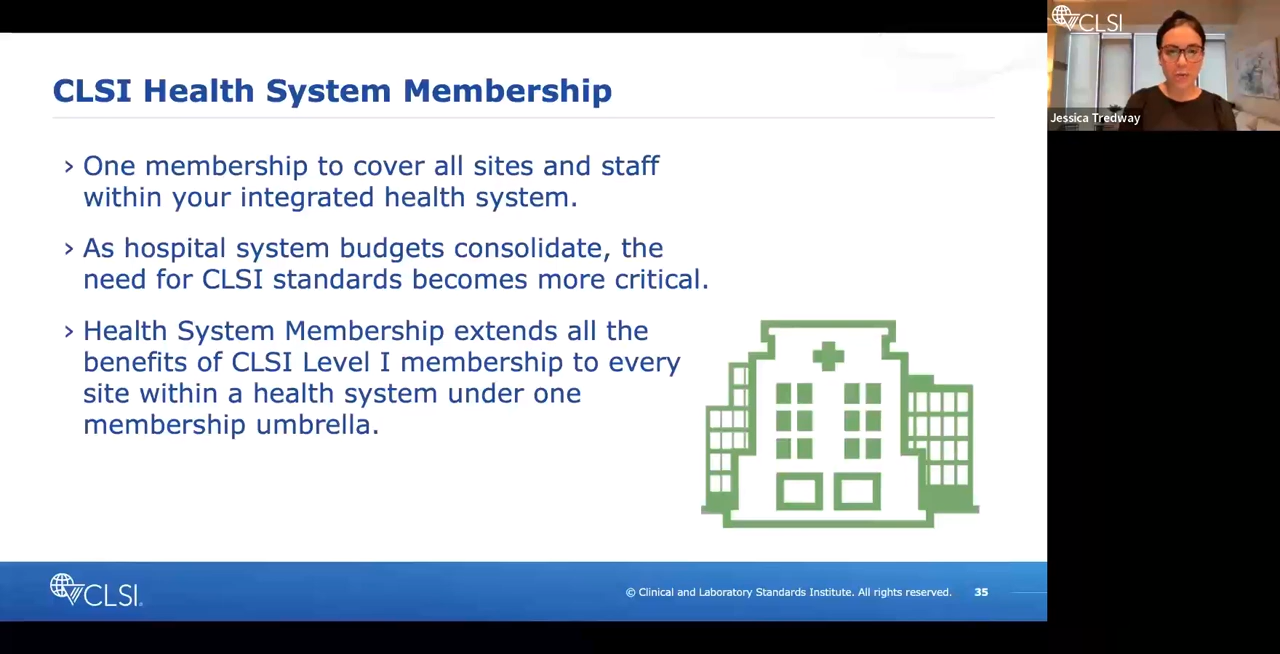 CLSI Health System Membership
› One membership to cover all sites and staff
within your integrated health system.
› As hospital system budgets consolidate, the
need for CLSI standards becomes more critical.
› Health System Membership extends all the
benefits of CLSI Level I membership to every
site within a health system under one
membership umbrella.
CLSI®
© Clinical and Laboratory Standards Institute. All rights reserved. 35
CLSI
Jessica Tredway